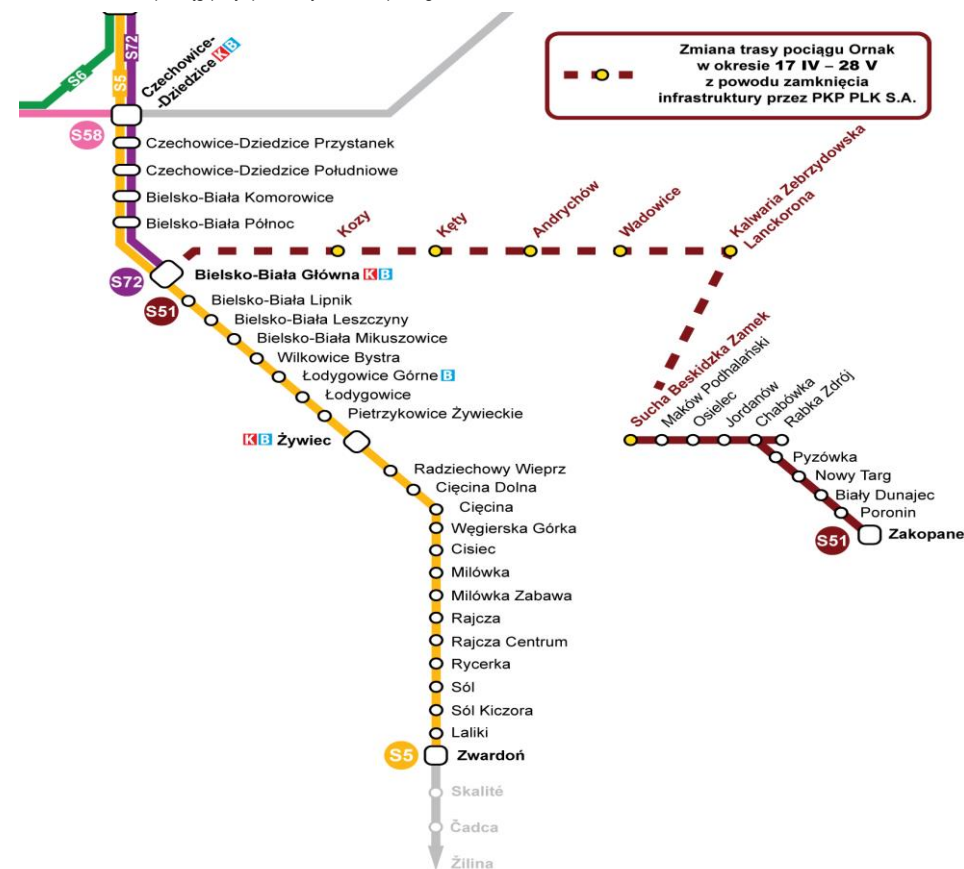 S72
S6
S5
Czechowice-
-Dziedzice K B
S58
Zmiana trasy pociągu Ornak
w okresie 17 IV – 28 V
z powodu zamknięcia
infrastruktury przez PKP PLK S.A.
Czechowice-Dziedzice Przystanek
Czechowice-Dziedzice Południowe
Bielsko-Biała Komorowice
Bielsko-Biała Północ
Kozy
Kęty
Andrychów
Wadowice
Kalwaria Zebrzydowska
Lanckorona
S72
Bielsko-Biała Główna K B
S51
Bielsko-Biała Lipnik
Bielsko-Biała Leszczyny
Bielsko-Biała Mikuszowice
Wilkowice Bystra
Łodygowice Górne B
Łodygowice
Pietrzykowice Żywieckie
K B Żywiec
Sucha Beskidzka Zamek
Maków Podhalański
Osielec
Jordanów
Chabówka
Rabka Zdrój
Pyzówka
Nowy Targ
Biały Dunajec
Poronin
S51
Zakopane
Radziechowy Wieprz
Cięcina Dolna
Cięcina
Węgierska Górka
Cisiec
Milówka
Milówka Zabawa
Rajcza
Rajcza Centrum
Rycerka
Sól
Sól Kiczora
Laliki
S5
Zwardoń
Skalité
Čadca
Žilina